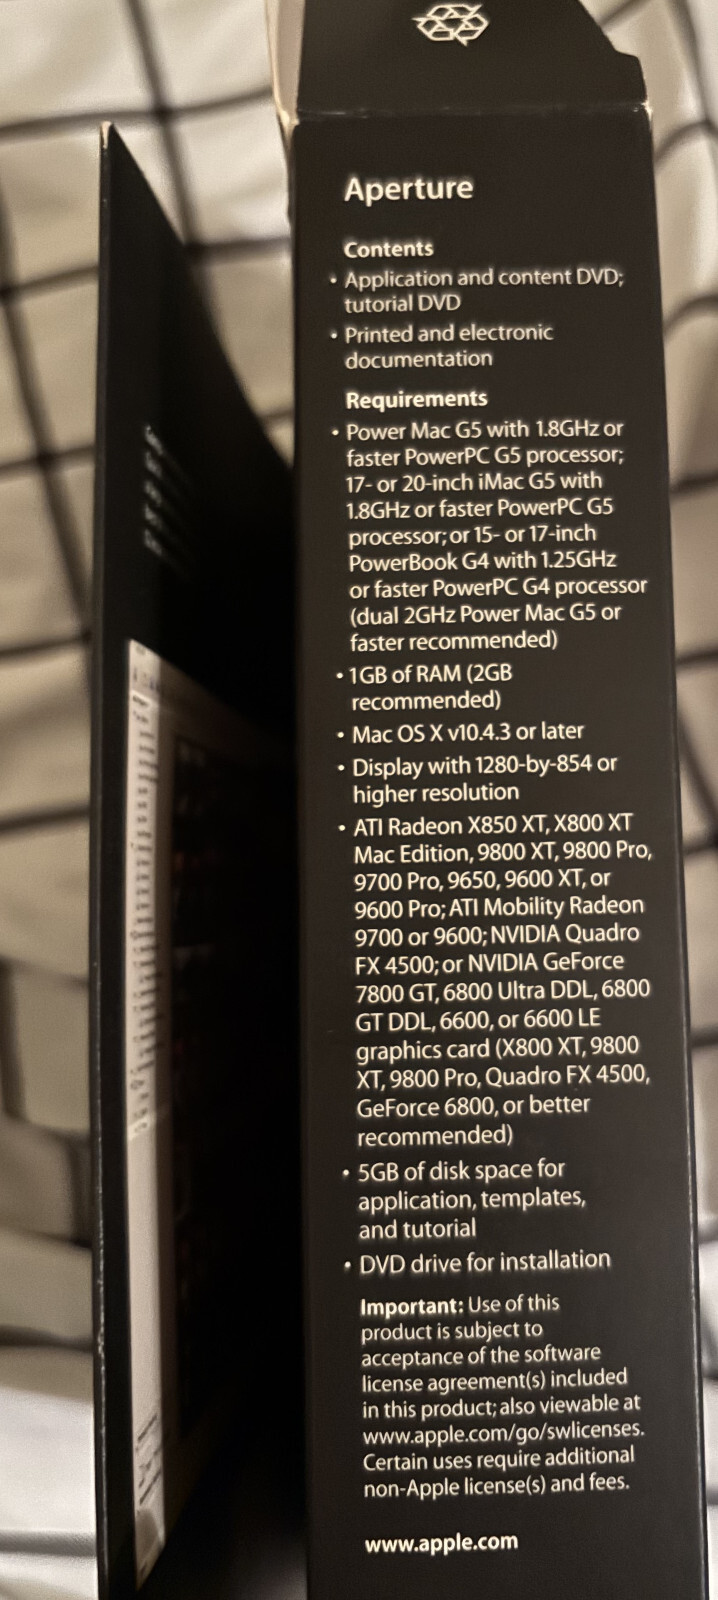 Aperture
Contents
• Application and content DVD;
tutorial DVD
• Printed and electronic
documentation
Requirements
• Power Mac G5 with 1.8GHz or
faster PowerPC G5 processor;
17- or 20-inch iMac G5 with
1.8GHz or faster PowerPC G5
processor; or 15- or 17-inch
PowerBook G4 with 1.25GHz
or faster PowerPC G4 processor
(dual 2GHz Power Mac G5 or
faster recommended)
• 1GB of RAM (2GB
recommended)
• Mac OS X v10.4.3 or later
• Display with 1280-by-854 or
higher resolution
• ATI Radeon X850 XT, X800 XT
Mac Edition, 9800 XT, 9800 Pro,
9700 Pro, 9650, 9600 XT, or
9600 Pro; ATI Mobility Radeon
9700 or 9600; NVIDIA Quadro
FX 4500; or NVIDIA GeForce
7800 GT, 6800 Ultra DDL, 6800
GT DDL, 6600, or 6600 LE
graphics card (X800 XT, 9800
XT, 9800 Pro, Quadro FX 4500,
GeForce 6800, or better
recommended)
• 5GB of disk space for
application, templates,
and tutorial
• DVD drive for installation
Important: Use of this
product is subject to
acceptance of the software
license agreement(s) included
in this product; also viewable at
www.apple.com/go/swlicenses.
Certain uses require additional
non-Apple license(s) and fees.
www.apple.com